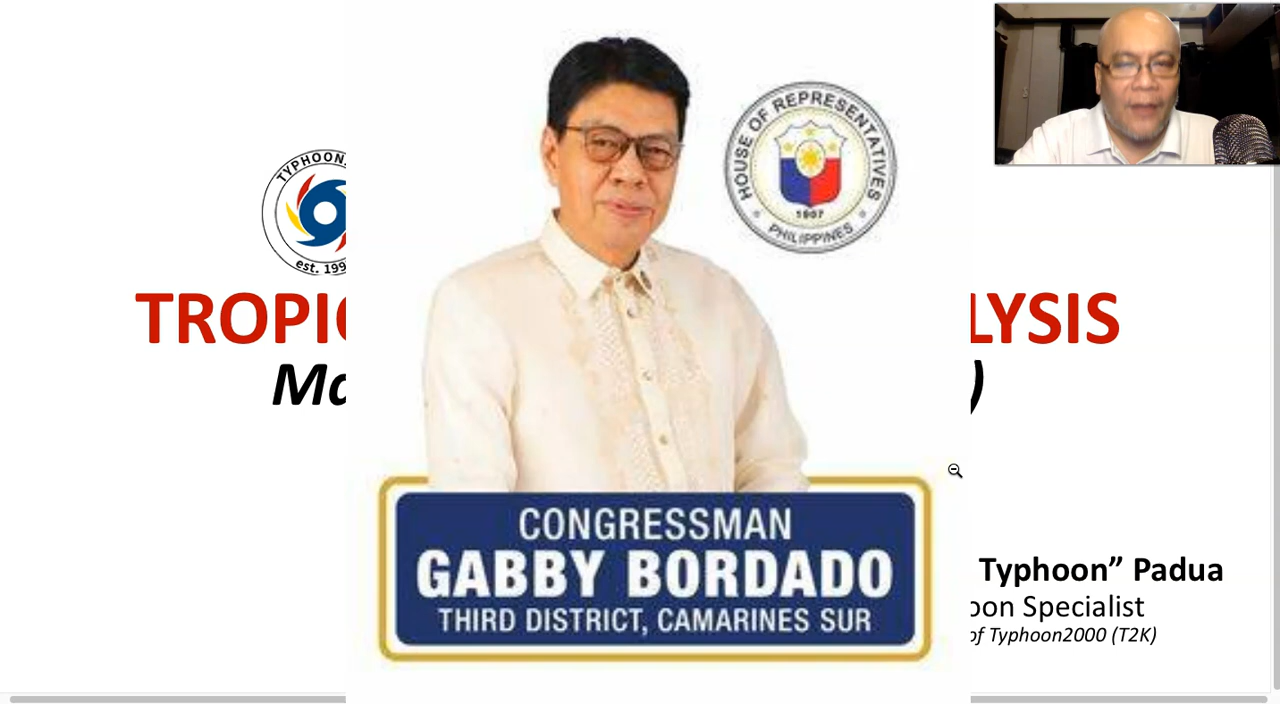 TYPHOON
est. 199
HOUSE OF REPRESENTATIVES
1907
PHILIPPINES
TROPIC
LYSIS
Ma
)
CONGRESSMAN
GABBY BORDADO
THIRD DISTRICT, CAMARINES SUR
Typhoon” Padua
oon Specialist
of Typhoon2000 (T2K)